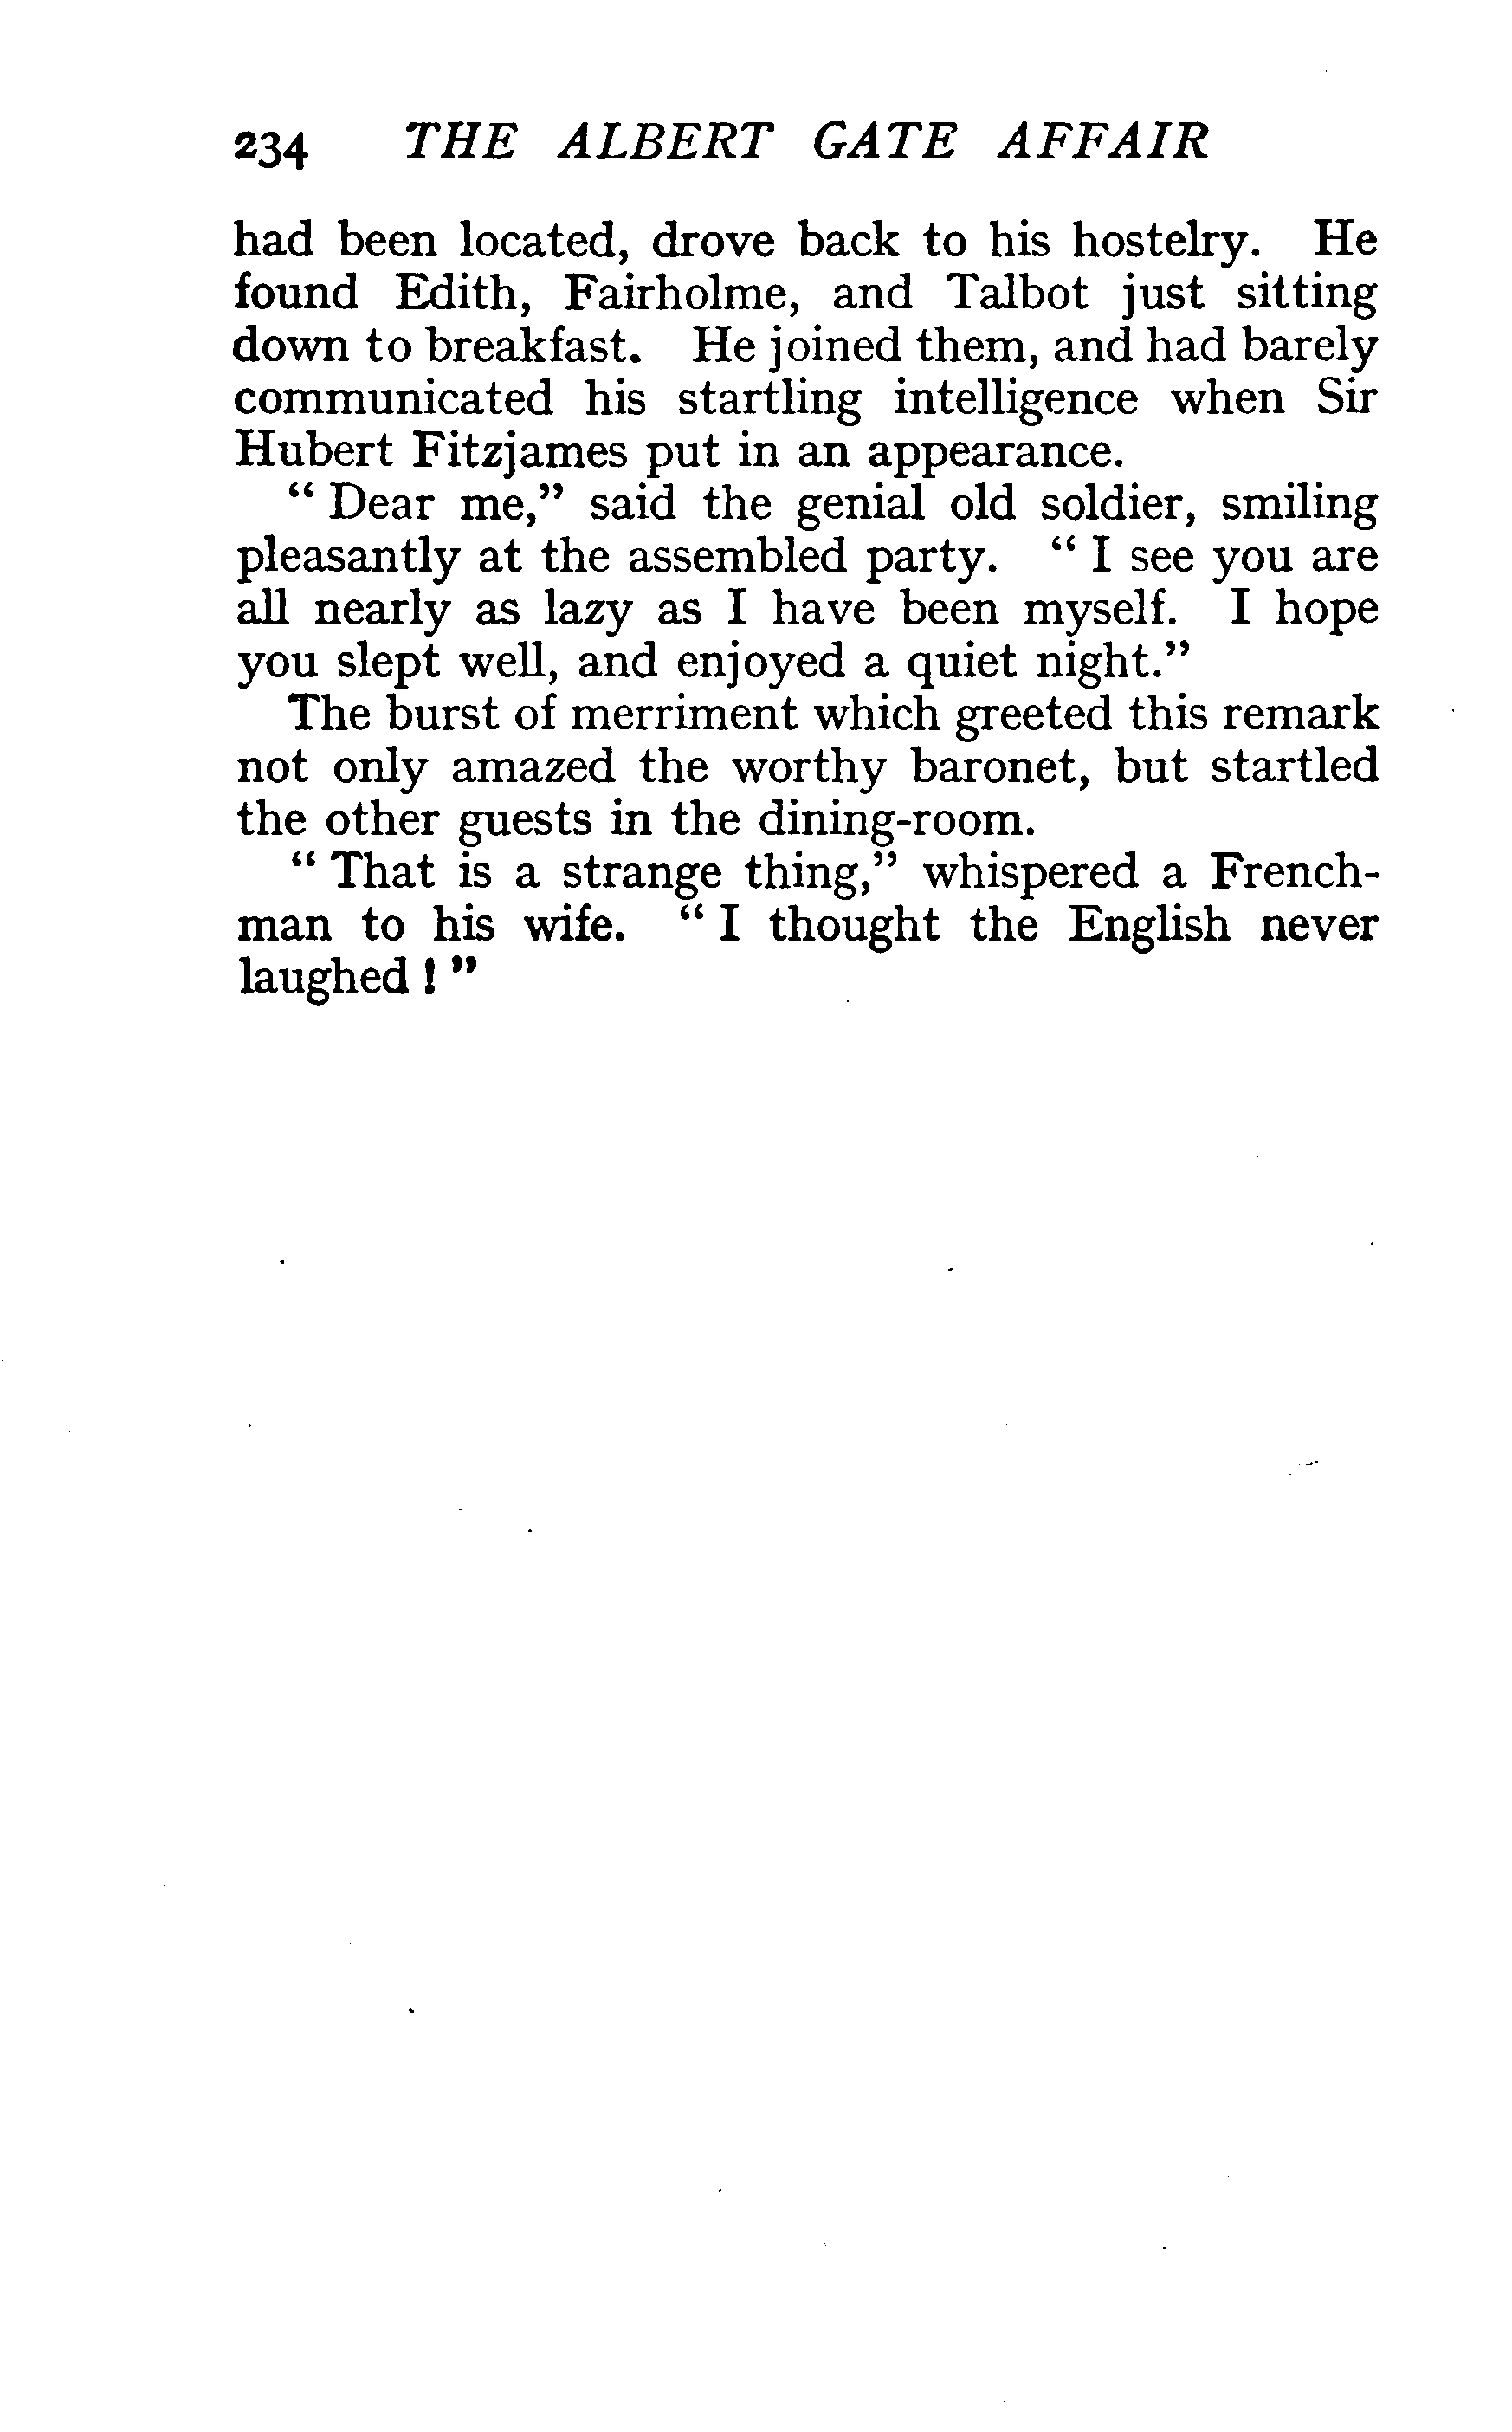 234 THE ALBERT GATE AFFAIR
had been located, drove back to his hostelry. He
found Edith, Fairholme, and Talbot just sitting
down to breakfast. He joined them, and had barely
communicated his startling intelligence when Sir
Hubert Fitzjames put in an appearance.
“ Dear me,” said the genial old soldier, smiling
pleasantly at the assembled party. “ I see you are
all nearly as lazy as I have been myself. I hope
you slept well, and enjoyed a quiet night.”
The burst of merriment which greeted this remark
not only amazed the worthy baronet, but startled
the other guests in the dining-room.
“ That is a strange thing,” whispered a French-
man to his wife. “ I thought the English never
laughed ! ”